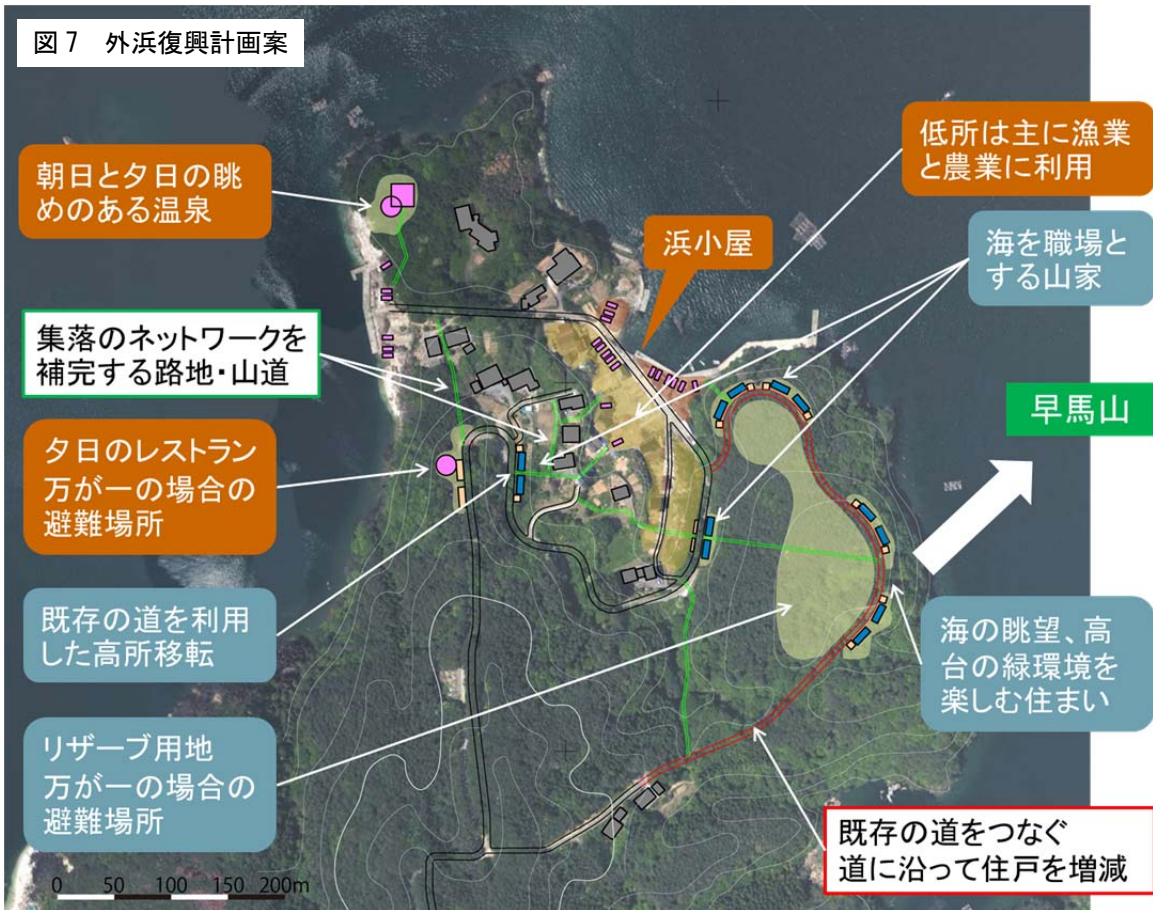 図7 外浜復興計画案
朝日と夕日の眺
めのある温泉
集落のネットワークを
補完する路地・山道
夕日のレストラン
万が一の場合の
避難場所
既存の道を利用
した高所移転
リザーブ用地
万が一の場合の
避難場所
浜小屋
低所は主に漁業
と農業に利用
海を職場と
する山家
早馬山
海の眺望、高
台の緑環境を
楽しむ住まい
既存の道をつなぐ
道に沿って住戸を増減
0 50 100 150 200m